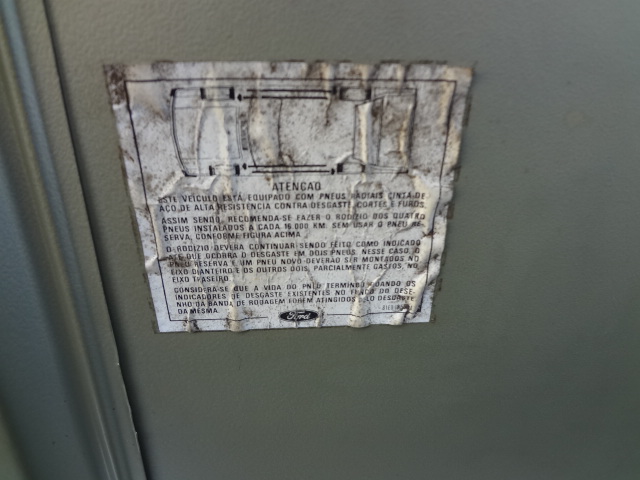 ATENÇÃO
ESTE VEÍCULO ESTÁ EQUIPADO COM PNEUS RADIAIS CINTA DE
AÇO DE ALTA RESISTÊNCIA CONTRA DESGASTE, CORTES E FUROS.
ASSIM SENDO, RECOMENDA-SE FAZER O RODÍZIO DOS QUATRO
PNEUS INSTALADOS A CADA 16.000 KM, SEM USAR O PNEU RE-
SERVA, CONFORME FIGURA ACIMA.
O RODÍZIO DEVERÁ CONTINUAR SENDO FEITO COMO INDICADO
ATÉ QUE OCORRA O DESGASTE EM DOIS PNEUS. NESSE CASO, O
PNEU RESERVA E UM PNEU NOVO DEVERÃO SER MONTADOS NO
EIXO DIANTEIRO E OS OUTROS DOIS, PARCIALMENTE GASTOS, NO
EIXO TRASEIRO.
CONSIDERA-SE QUE A VIDA DO PNEU TERMINOU QUANDO OS
INDICADORES DE DESGASTE EXISTENTES NO FUNDO DO DESE-
NHO DA BANDA DE RODAGEM FOREM ATINGIDOS PELO DESGASTE
DA MESMA.
Ford